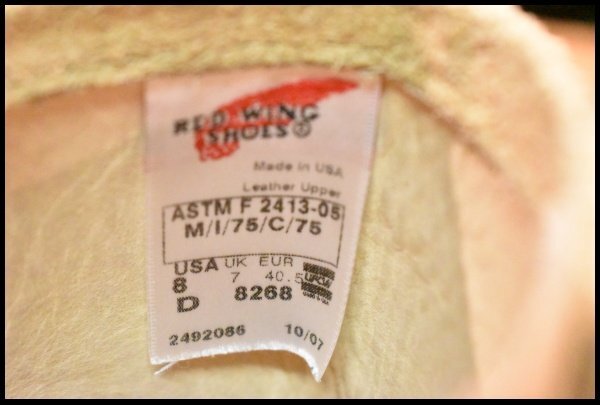 RED WING
SHOES®
Made in USA
Leather Upper
ASTM F 2413-05
M/I/75/C/75
USA UK EUR
8 7 40.5
D 8268
UFCW
2492086 10/07